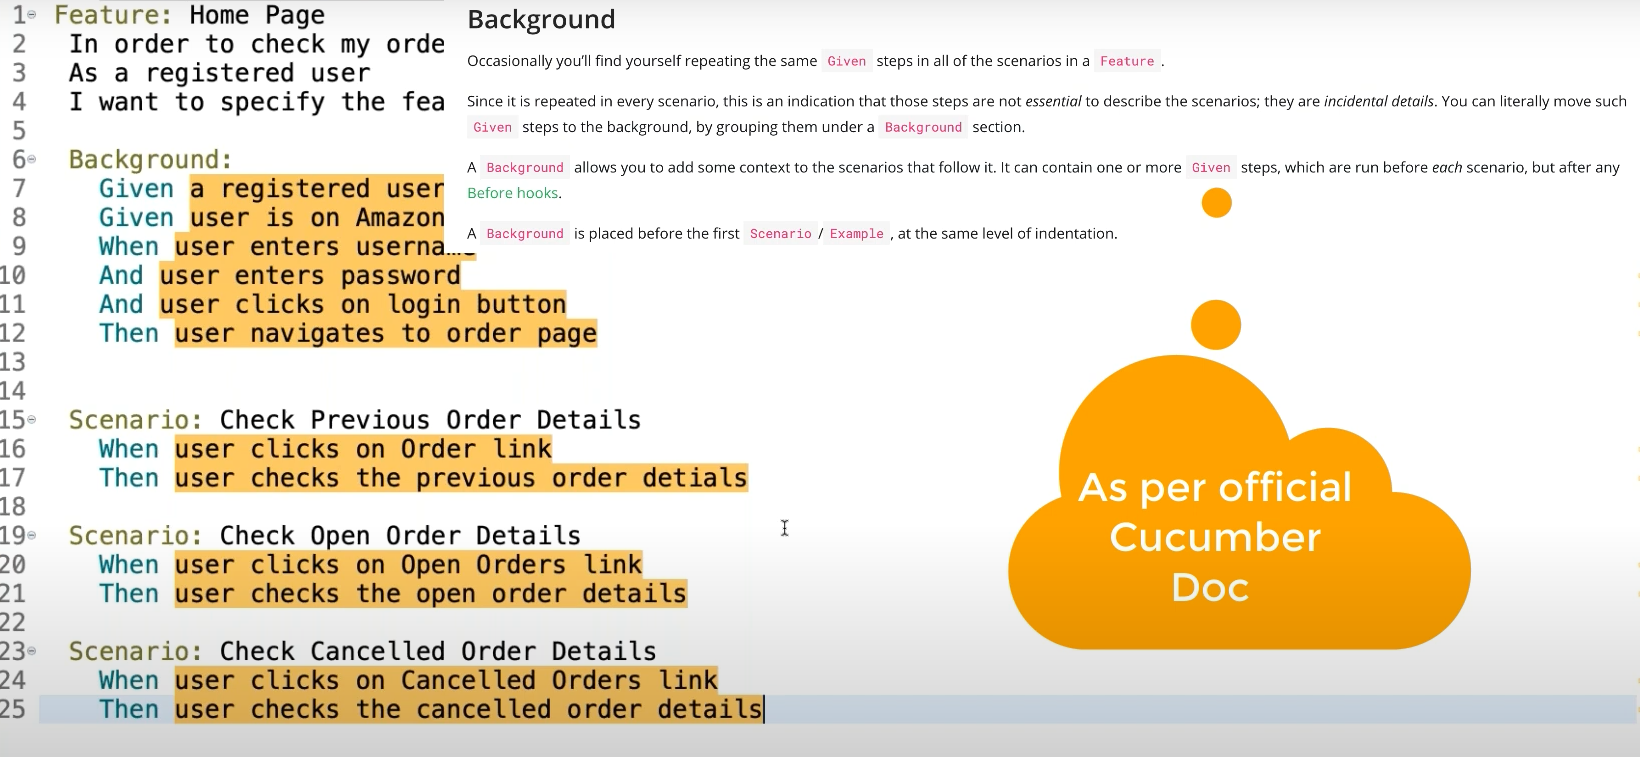 1 Feature: Home Page
2 In order to check my orde
3 As a registered user
4 I want to specify the fea
5
6 Background:
7 Given a registered user
8 Given user is on Amazon
9 When user enters userna
10 And user enters password
11 And user clicks on login button
12 Then user navigates to order page
13
14
15 Scenario: Check Previous Order Details
16 When user clicks on Order link
17 Then user checks the previous order detials
18
19 Scenario: Check Open Order Details
20 When user clicks on Open Orders link
21 Then user checks the open order details
22
23 Scenario: Check Cancelled Order Details
24 When user clicks on Cancelled Orders link
25 Then user checks the cancelled order details
Background
Occasionally you'll find yourself repeating the same Given steps in all of the scenarios in a Feature .
Since it is repeated in every scenario, this is an indication that those steps are not essential to describe the scenarios; they are incidental details. You can literally move such
Given steps to the background, by grouping them under a Background section.
A Background allows you to add some context to the scenarios that follow it. It can contain one or more Given steps, which are run before each scenario, but after any
Before hooks.
A Background is placed before the first Scenario / Example , at the same level of indentation.
As per official
Cucumber
Doc